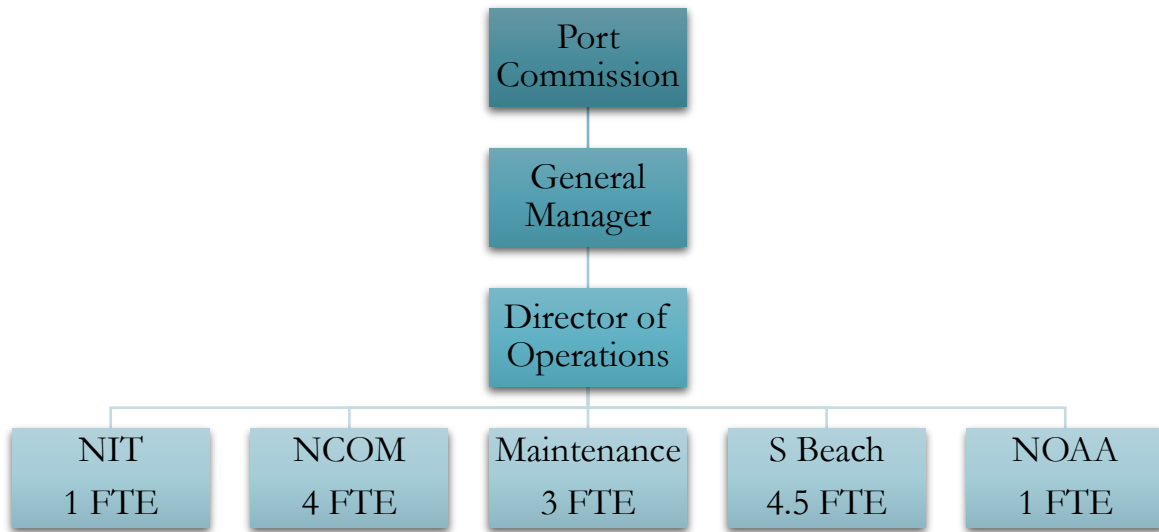 Port
Commission
General
Manager
Director of
Operations
NIT
1 FTE
NCOM
4 FTE
Maintenance
3 FTE
S Beach
4.5 FTE
NOAA
1 FTE